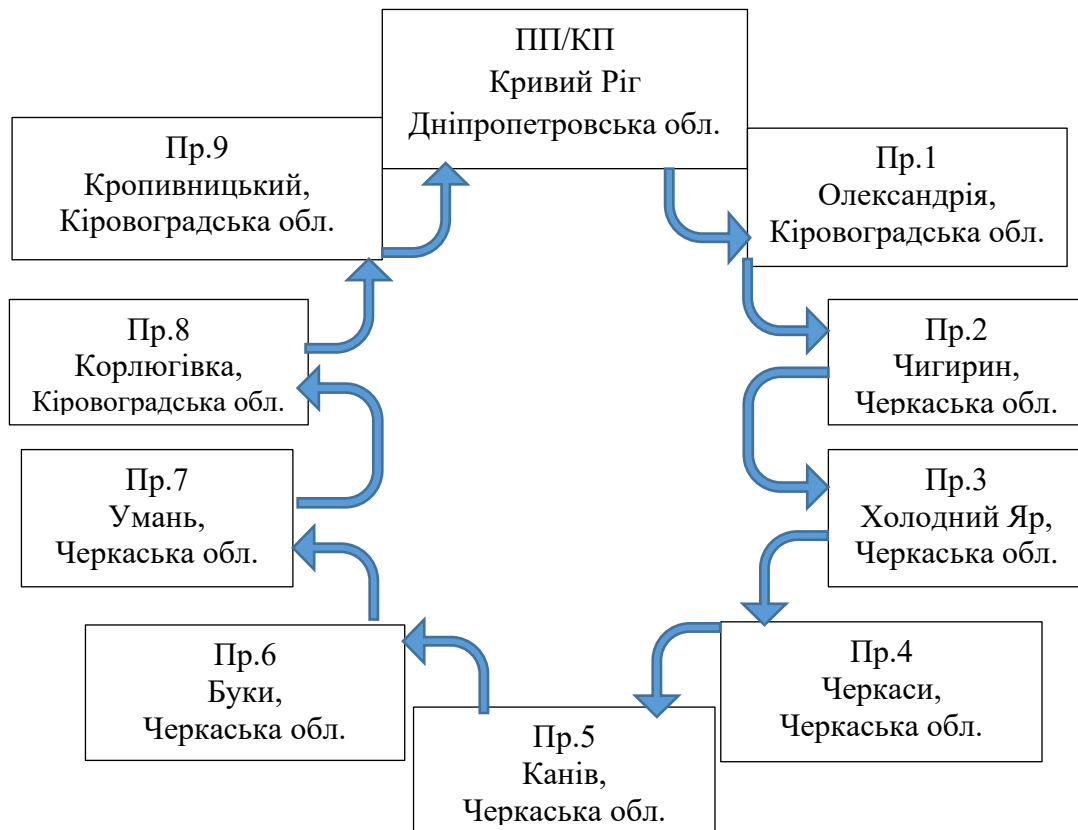 ПП/КП
Кривий Ріг
Дніпропетровська обл.
Пр.1
Олександрія,
Кіровоградська обл.
Пр.2
Чигирин,
Черкаська обл.
Пр.3
Холодний Яр,
Черкаська обл.
Пр.4
Черкаси,
Черкаська обл.
Пр.5
Канів,
Черкаська обл.
Пр.6
Буки,
Черкаська обл.
Пр.7
Умань,
Черкаська обл.
Пр.8
Корлюгівка,
Кіровоградська обл.
Пр.9
Кропивницький,
Кіровоградська обл.